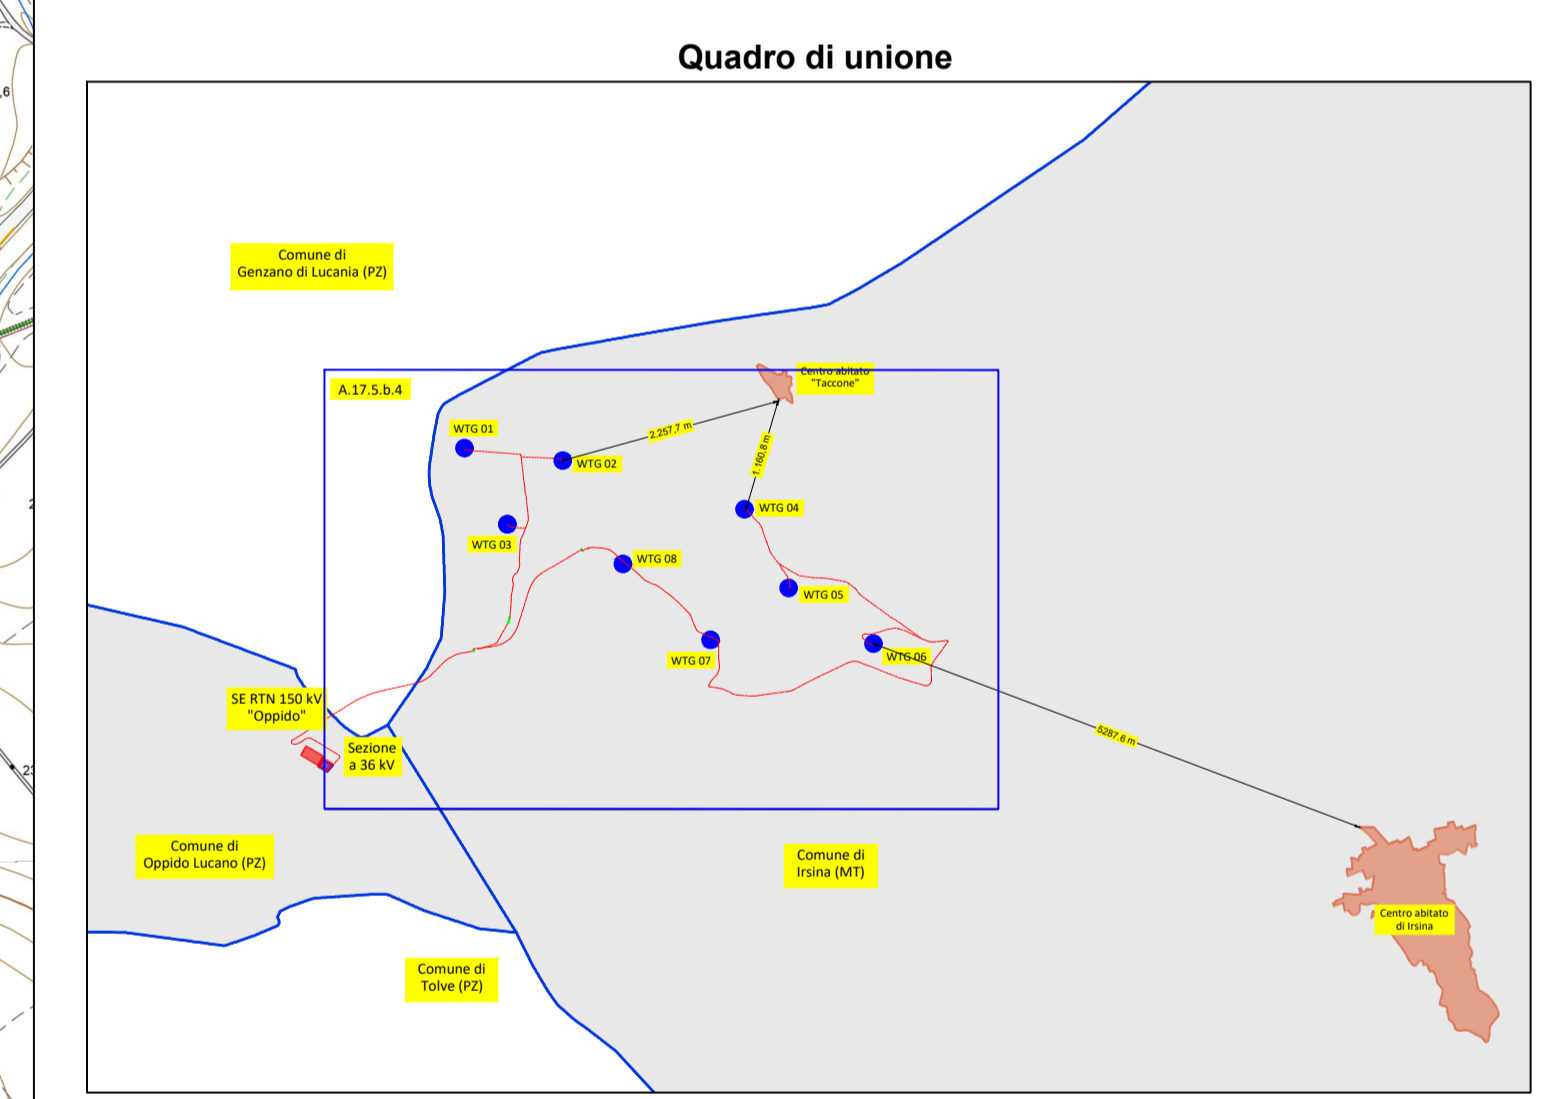 Quadro di unione
,6
Comune di
Genzano di Lucania (PZ)
Centro abitato
"Taccone"
A.17.5.b.4
WTG 01
2.257,7 m
WTG 02
1.160,8 m
WTG 04
WTG 03
WTG 08
WTG 05
WTG 07
WTG 06
SE RTN 150 kV
"Oppido"
Sezione
a 36 kV
5287,6 m
Comune di
Oppido Lucano (PZ)
Comune di
Irsina (MT)
Centro abitato
di Irsina
Comune di
Tolve (PZ)